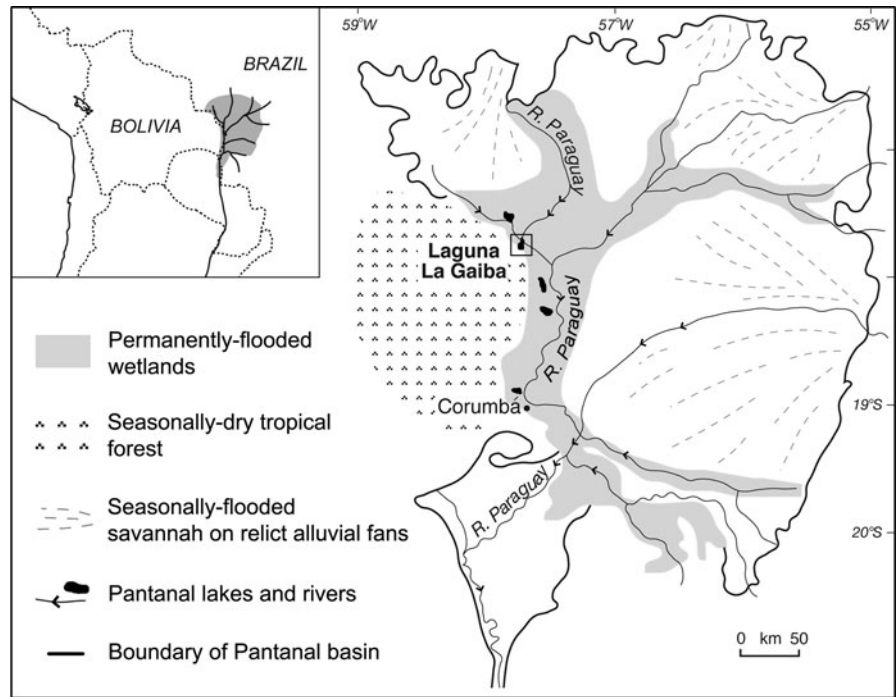 59°W
57°W
55°W
BRAZIL
BOLIVIA
R. Paraguay
Laguna
La Gaiba
R. Paraguay
Corumbá
19°S
R. Paraguay
20°S
0 km 50
Permanently-flooded
wetlands
Seasonally-dry tropical
forest
Seasonally-flooded
savannah on relict alluvial fans
Pantanal lakes and rivers
Boundary of Pantanal basin